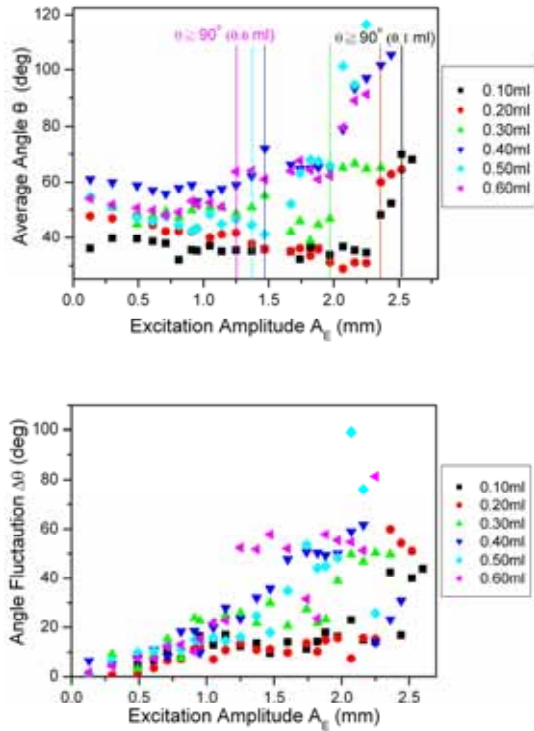 θ ≧ 90° (0.6 ml)
θ ≧ 90° (0.1 ml)
120
100
80
60
40
Average Angle θ (deg)
0.0 0.5 1.0 1.5 2.0 2.5
Excitation Amplitude A_E (mm)
0.10ml
0.20ml
0.30ml
0.40ml
0.50ml
0.60ml
100
80
60
40
20
0
Angle Fluctaution Δθ (deg)
0.0 0.5 1.0 1.5 2.0 2.5
Excitation Amplitude A_E (mm)
0.10ml
0.20ml
0.30ml
0.40ml
0.50ml
0.60ml